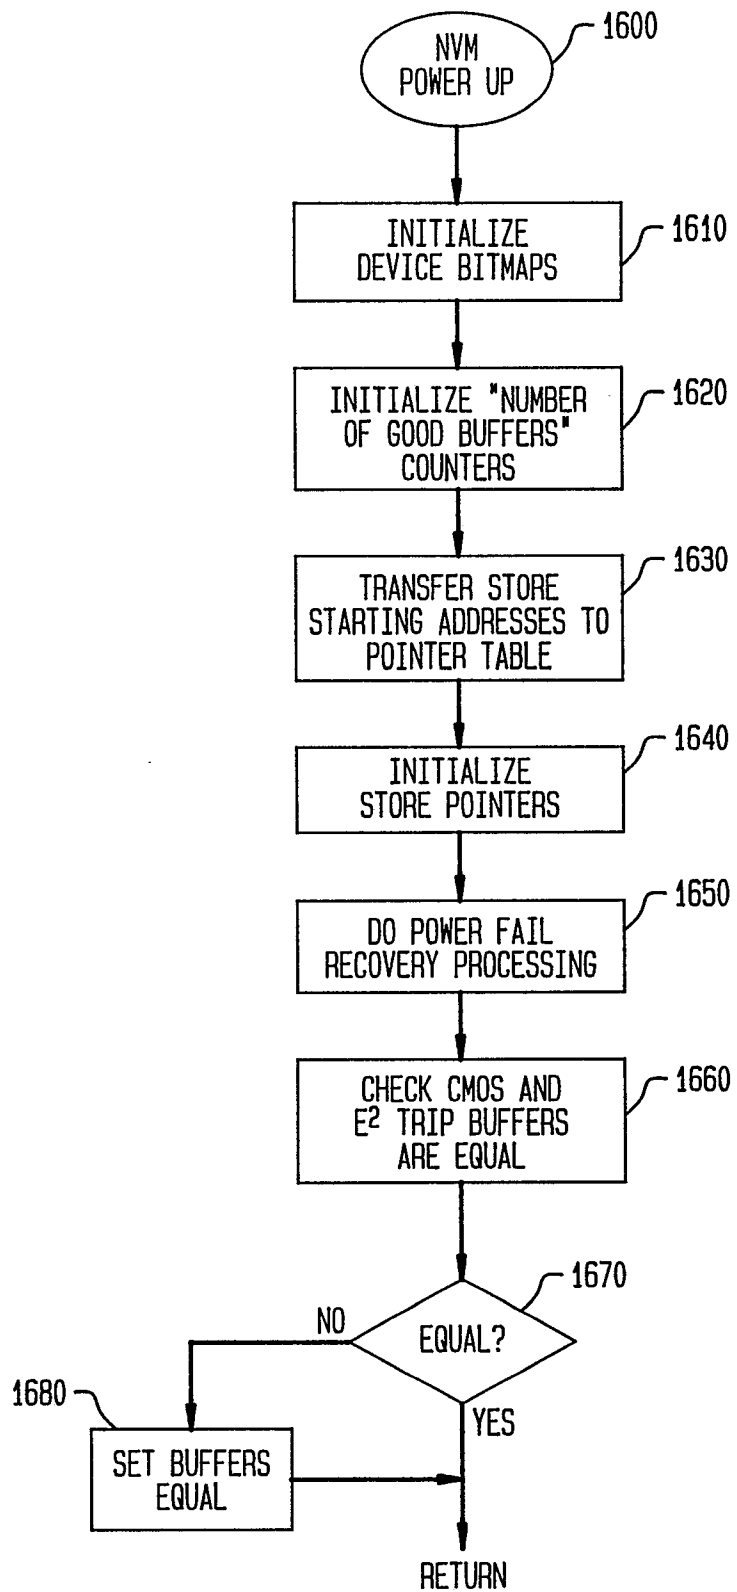 NVM
POWER UP
1600
INITIALIZE
DEVICE BITMAPS
1610
INITIALIZE "NUMBER
OF GOOD BUFFERS"
COUNTERS
1620
TRANSFER STORE
STARTING ADDRESSES TO
POINTER TABLE
1630
INITIALIZE
STORE POINTERS
1640
DO POWER FAIL
RECOVERY PROCESSING
1650
CHECK CMOS AND
E² TRIP BUFFERS
ARE EQUAL
1660
EQUAL?
1670
NO
YES
1680
SET BUFFERS
EQUAL
RETURN